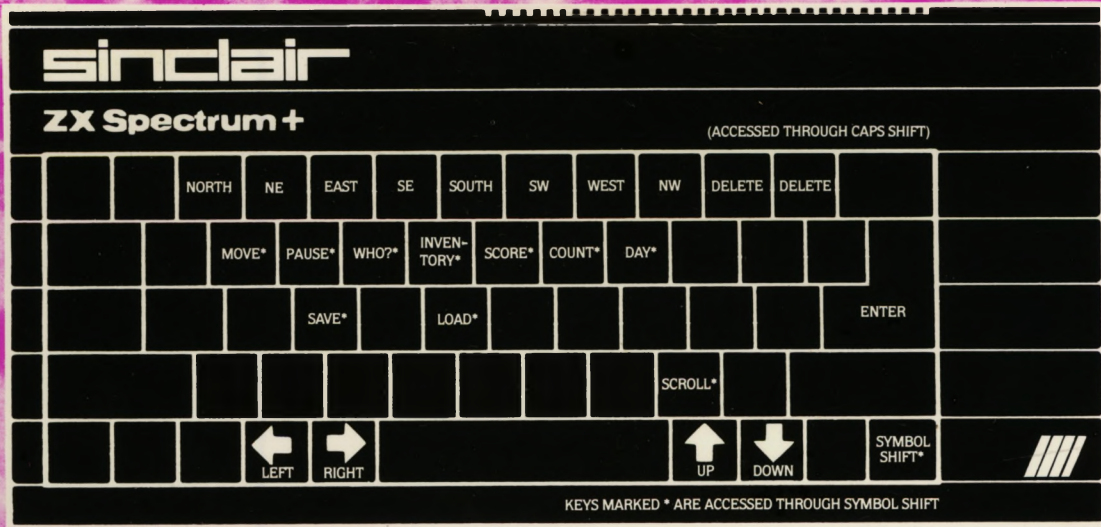 sinclair
ZX Spectrum+
(ACCESSED THROUGH CAPS SHIFT)
NORTH NE EAST SE SOUTH SW WEST NW DELETE DELETE
MOVE* PAUSE* WHO?* INVEN-
TORY* SCORE* COUNT* DAY*
SAVE* LOAD* ENTER
SCROLL*
LEFT RIGHT UP DOWN SYMBOL
SHIFT*
KEYS MARKED * ARE ACCESSED THROUGH SYMBOL SHIFT